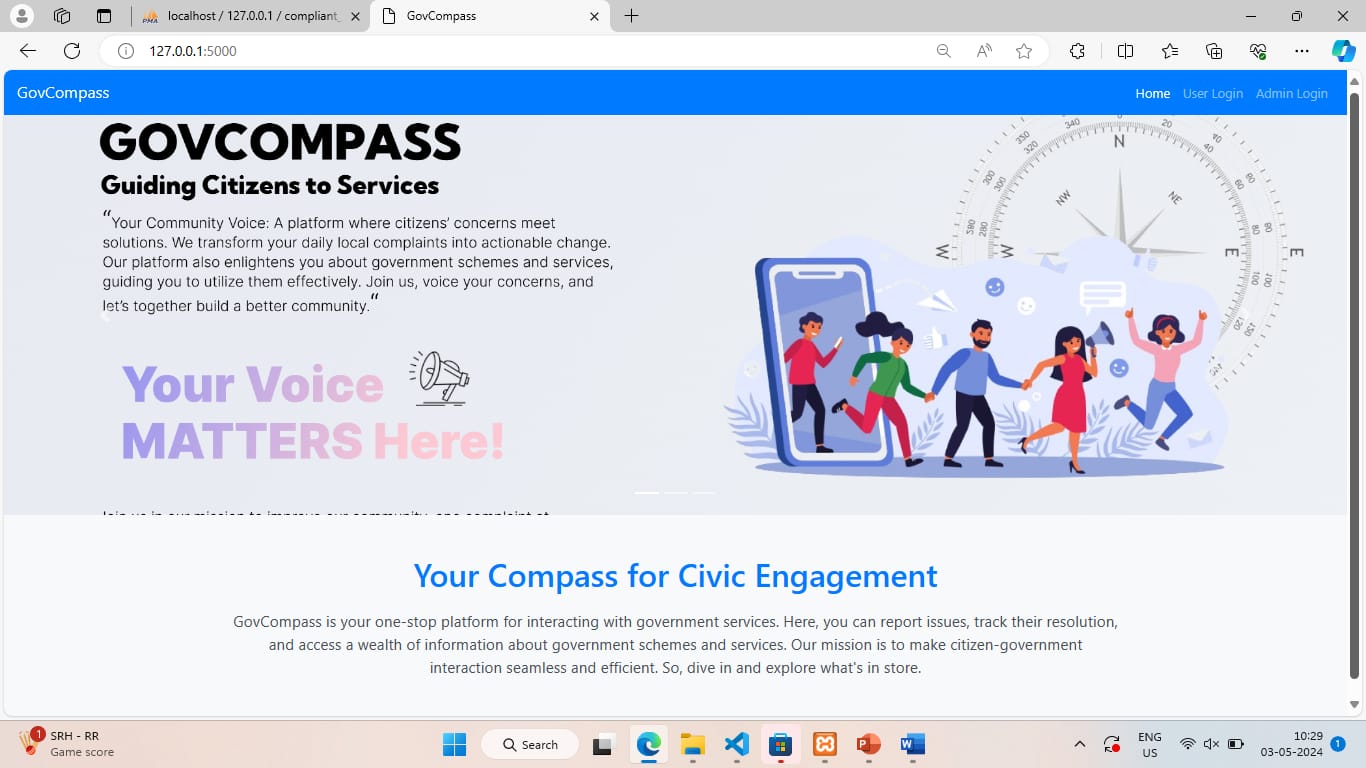 localhost / 127.0.0.1 / compliant_
GovCompass
127.0.0.1:5000
GovCompass
Home User Login Admin Login
GOVCOMPASS
Guiding Citizens to Services
“Your Community Voice: A platform where citizens’ concerns meet
solutions. We transform your daily local complaints into actionable change.
Our platform also enlightens you about government schemes and services,
guiding you to utilize them effectively. Join us, voice your concerns, and
let’s together build a better community.“
Your Voice
MATTERS Here!
N
NW NE
W W E E
Your Compass for Civic Engagement
GovCompass is your one-stop platform for interacting with government services. Here, you can report issues, track their resolution,
and access a wealth of information about government schemes and services. Our mission is to make citizen-government
interaction seamless and efficient. So, dive in and explore what's in store.
1
SRH - RR
Game score
Search
ENG
US
10:29
03-05-2024
1